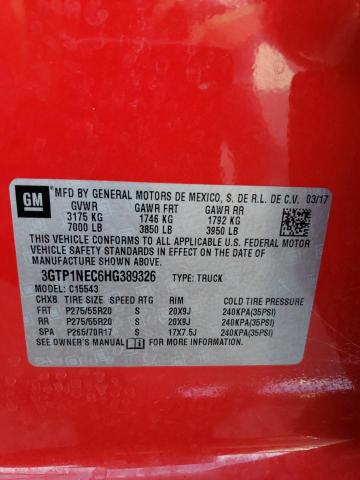 GM MFD BY GENERAL MOTORS DE MEXICO, S. DE R.L. DE C.V. 03/17
GVWR GAWR FRT GAWR RR
3175 KG 1746 KG 1792 KG
7000 LB 3850 LB 3950 LB
THIS VEHICLE CONFORMS TO ALL APPLICABLE U.S. FEDERAL MOTOR
VEHICLE SAFETY AND THEFT PREVENTION STANDARDS IN EFFECT
ON THE DATE OF MANUFACTURE SHOWN ABOVE.
3GTP1NEC6HG389326 TYPE: TRUCK
MODEL: C15543
CHXB TIRE SIZE SPEED RTG RIM COLD TIRE PRESSURE
FRT P275/55R20 S 20X9J 240KPA(35PSI)
RR P275/55R20 S 20X9J 240KPA(35PSI)
SPA P265/70R17 S 17X7.5J 240KPA(35PSI)
SEE OWNER'S MANUAL FOR MORE INFORMATION.